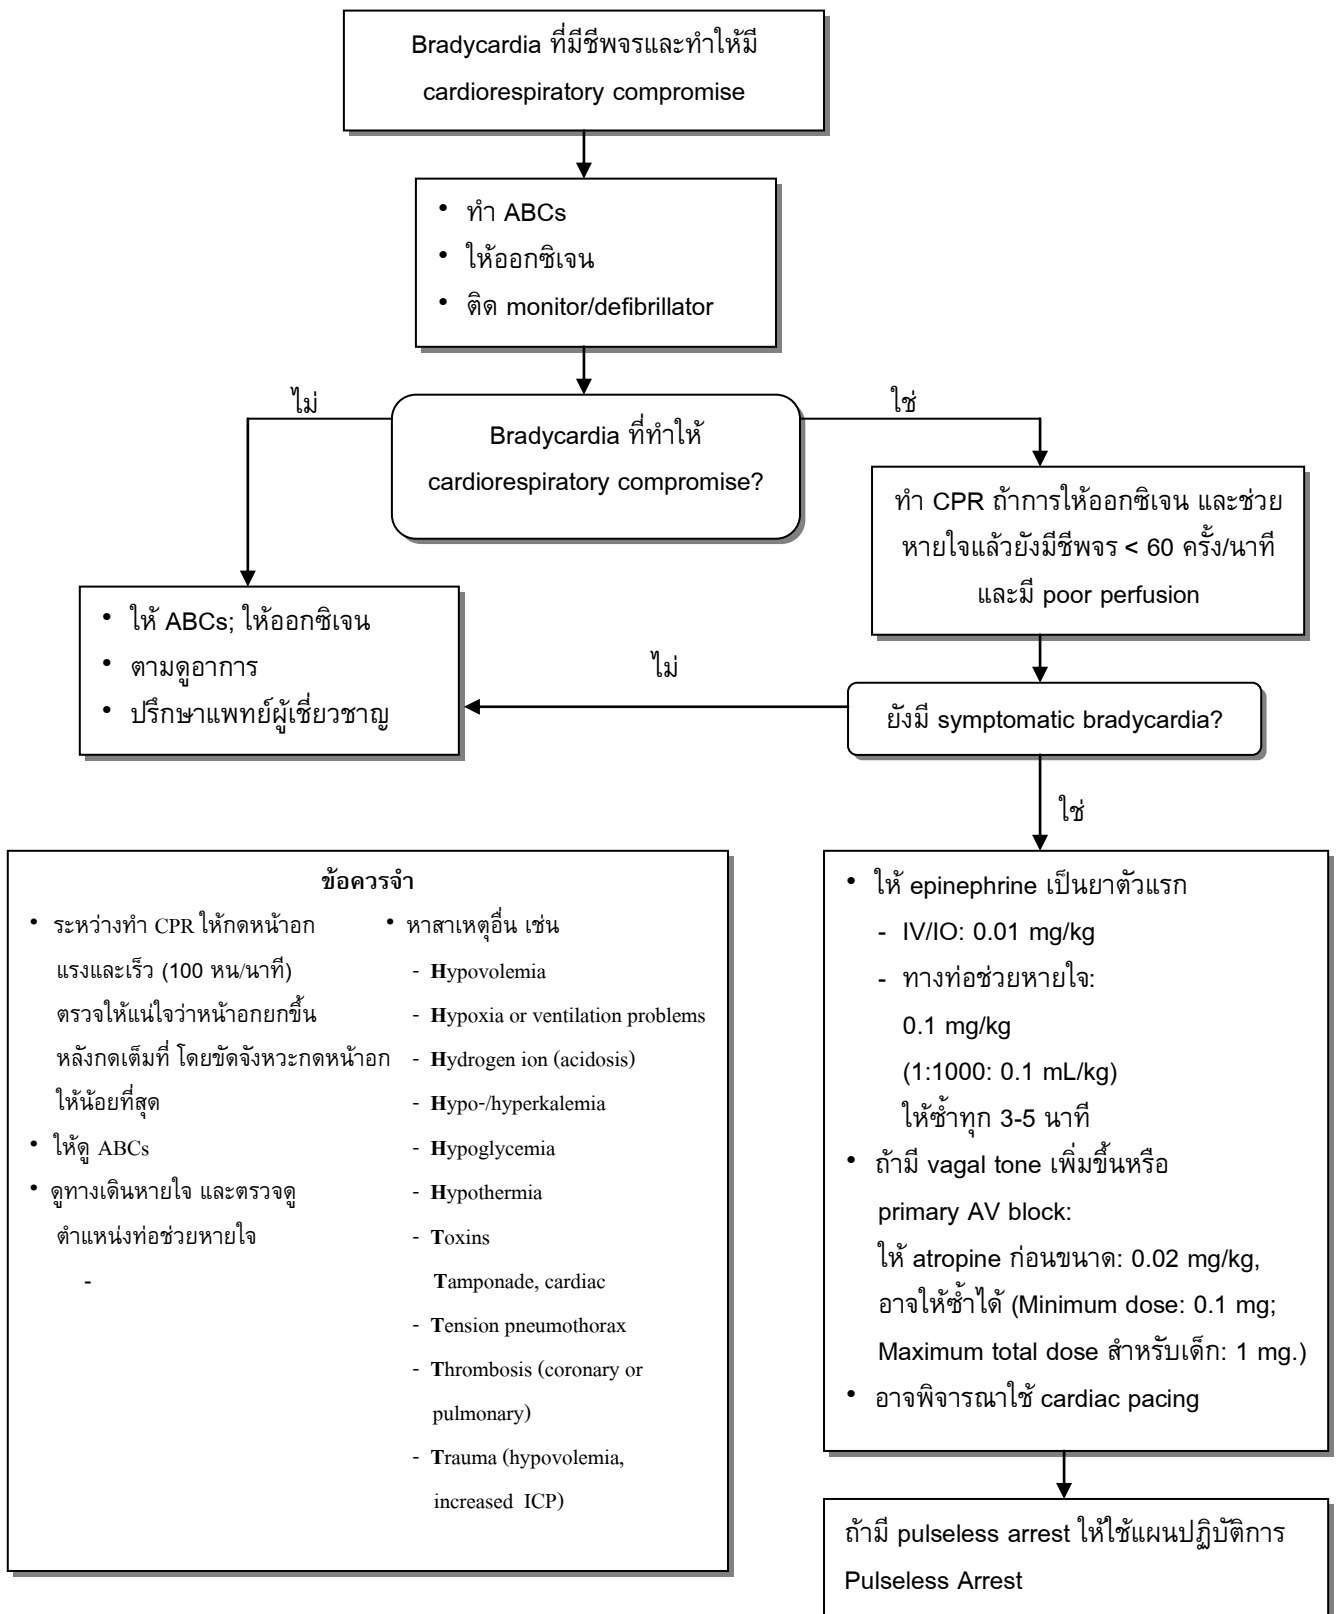 Bradycardia ที่มีชีพจรและทำให้มี
cardiorespiratory compromise
• ทำ ABCs
• ให้ออกซิเจน
• ติด monitor/defibrillator
ไม่
ใช่
Bradycardia ที่ทำให้
cardiorespiratory compromise?
ทำ CPR ถ้าการให้ออกซิเจน และช่วย
หายใจแล้วยังมีชีพจร < 60 ครั้ง/นาที
และมี poor perfusion
• ให้ ABCs; ให้ออกซิเจน
• ตามดูอาการ
• ปรึกษาแพทย์ผู้เชี่ยวชาญ
ไม่
ยังมี symptomatic bradycardia?
ใช่
ข้อควรจำ
• ระหว่างทำ CPR ให้กดหน้าอก
แรงและเร็ว (100 หน/นาที)
ตรวจให้แน่ใจว่าหน้าอกยกขึ้น
หลังกดเต็มที่ โดยขัดจังหวะกดหน้าอก
ให้น้อยที่สุด
• ให้ดู ABCs
• ดูทางเดินหายใจ และตรวจดู
ตำแหน่งท่อช่วยหายใจ
-
• หาสาเหตุอื่น เช่น
- Hypovolemia
- Hypoxia or ventilation problems
- Hydrogen ion (acidosis)
- Hypo-/hyperkalemia
- Hypoglycemia
- Hypothermia
- Toxins
Tamponade, cardiac
- Tension pneumothorax
- Thrombosis (coronary or
pulmonary)
- Trauma (hypovolemia,
increased ICP)
• ให้ epinephrine เป็นยาตัวแรก
- IV/IO: 0.01 mg/kg
- ทางท่อช่วยหายใจ:
0.1 mg/kg
(1:1000: 0.1 mL/kg)
ให้ซ้ำทุก 3-5 นาที
• ถ้ามี vagal tone เพิ่มขึ้นหรือ
primary AV block:
ให้ atropine ก่อนขนาด: 0.02 mg/kg,
อาจให้ซ้ำได้ (Minimum dose: 0.1 mg;
Maximum total dose สำหรับเด็ก: 1 mg.)
• อาจพิจารณาใช้ cardiac pacing
ถ้ามี pulseless arrest ให้ใช้แผนปฏิบัติการ
Pulseless Arrest